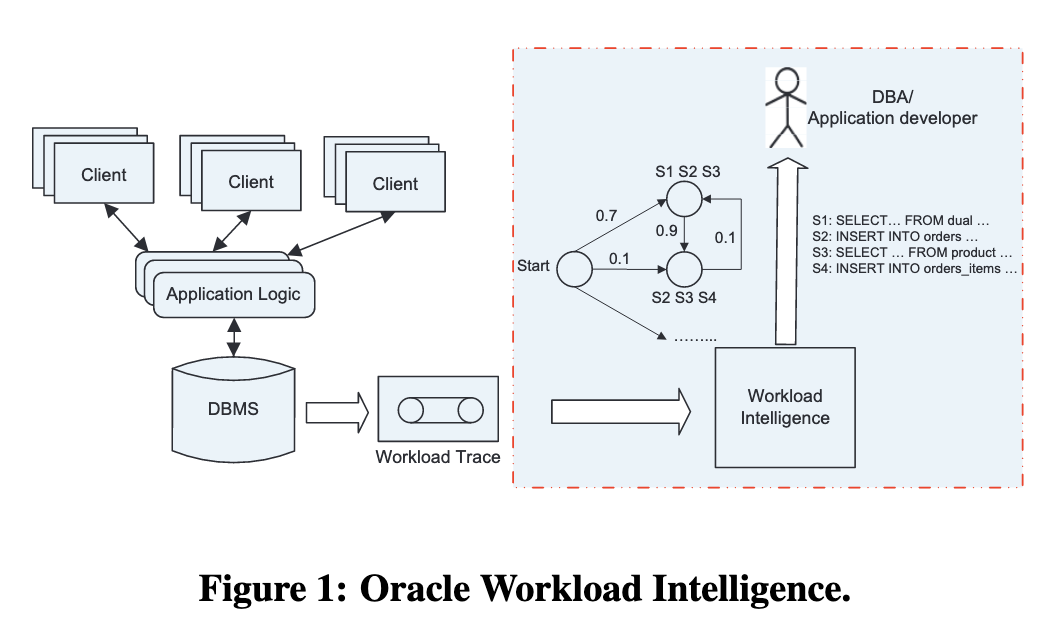 DBA/
Application developer
Client
Client
Client
S1 S2 S3
0.7
0.9
0.1
S1: SELECT… FROM dual …
S2: INSERT INTO orders …
S3: SELECT … FROM product …
S4: INSERT INTO orders_items …
Start
0.1
S2 S3 S4
Application Logic
………
DBMS
Workload
Intelligence
Workload Trace
Figure 1: Oracle Workload Intelligence.